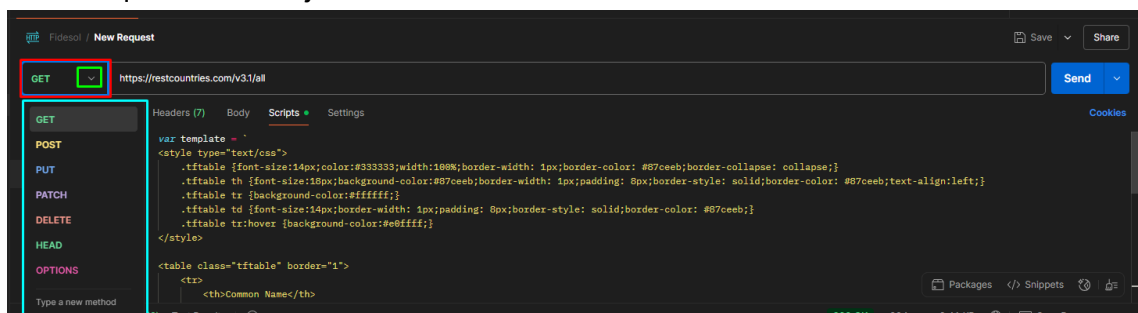 HTTP Fidesol / New Request Save Share
GET https://restcountries.com/v3.1/all Send
Headers (7) Body Scripts Settings Cookies
GET
POST
PUT
PATCH
DELETE
HEAD
OPTIONS
Type a new method
var template = `
<style type="text/css">
.tftable {font-size:14px;color:#333333;width:100%;border-width: 1px;border-color: #87ceeb;border-collapse: collapse;}
.tftable th {font-size:18px;background-color:#87ceeb;border-width: 1px;padding: 8px;border-style: solid;border-color: #87ceeb;text-align:left;}
.tftable tr {background-color:#ffffff;}
.tftable td {font-size:14px;border-width: 1px;padding: 8px;border-style: solid;border-color: #87ceeb;}
.tftable tr:hover {background-color:#e0ffff;}
</style>
<table class="tftable" border="1">
<tr>
<th>Common Name</th>
Packages </> Snippets